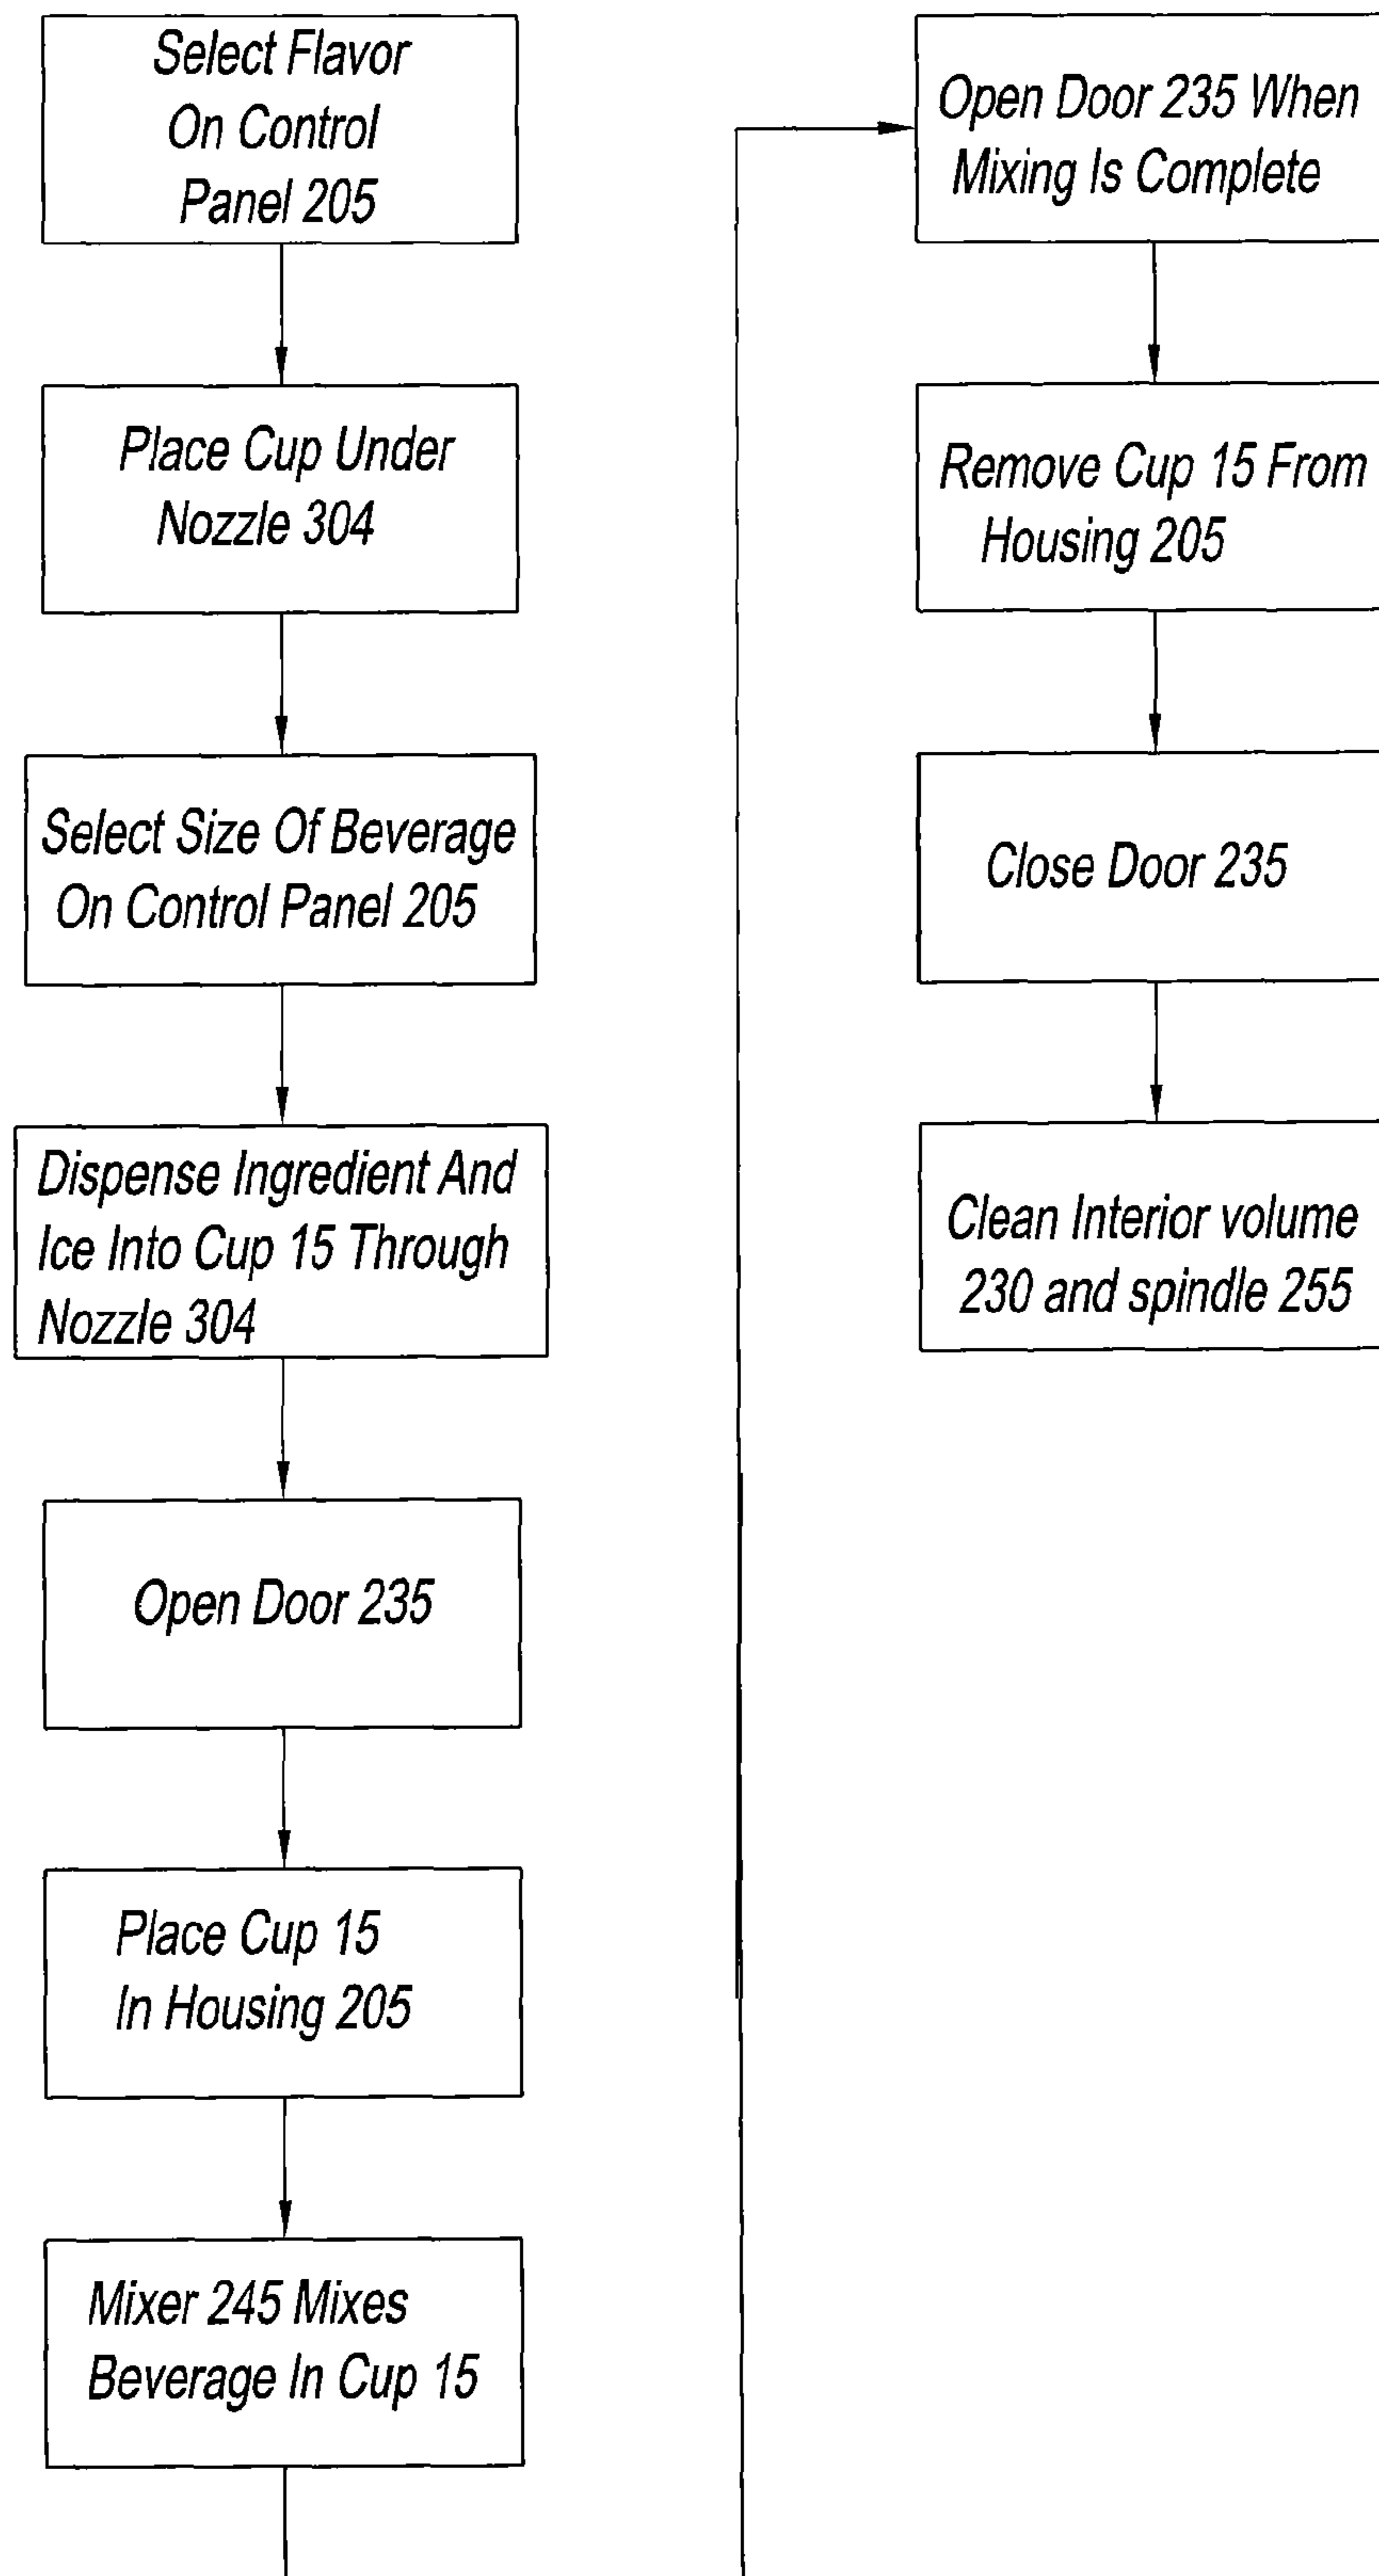 Select Flavor
On Control
Panel 205
Place Cup Under
Nozzle 304
Select Size Of Beverage
On Control Panel 205
Dispense Ingredient And
Ice Into Cup 15 Through
Nozzle 304
Open Door 235
Place Cup 15
In Housing 205
Mixer 245 Mixes
Beverage In Cup 15
Open Door 235 When
Mixing Is Complete
Remove Cup 15 From
Housing 205
Close Door 235
Clean Interior volume
230 and spindle 255